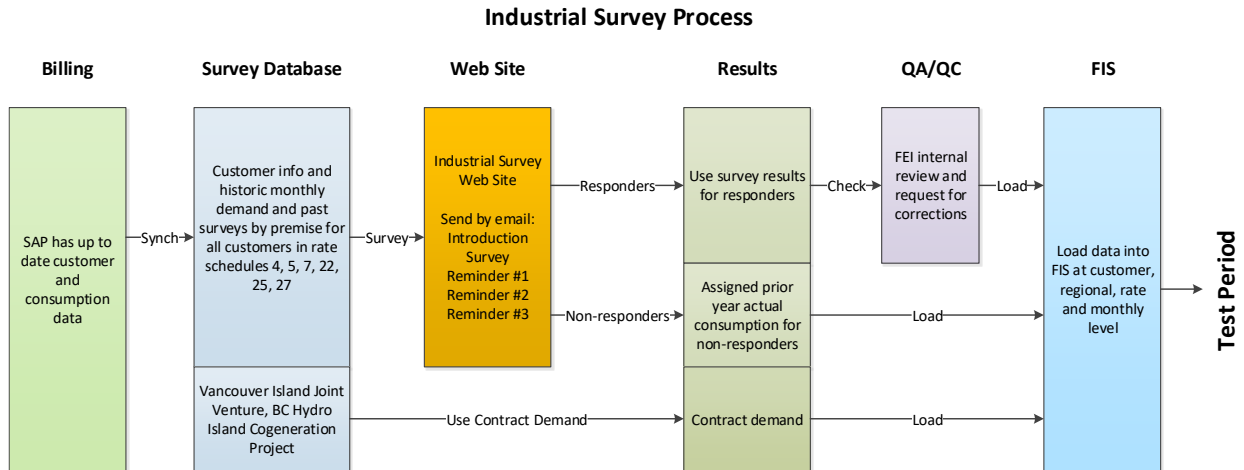 Industrial Survey Process
Billing
Survey Database
Web Site
Results
QA/QC
FIS
SAP has up to
date customer
and
consumption
data
Synch
Customer info and
historic monthly
demand and past
surveys by premise for
all customers in rate
schedules 4, 5, 7, 22,
25, 27
Survey
Industrial Survey
Web Site
Send by email:
Introduction
Survey
Reminder #1
Reminder #2
Reminder #3
Responders
Use survey results
for responders
Check
FEI internal
review and
request for
corrections
Load
Non-responders
Assigned prior
year actual
consumption for
non-responders
Load
Vancouver Island Joint
Venture, BC Hydro
Island Cogeneration
Project
Use Contract Demand
Contract demand
Load
Load data into
FIS at customer,
regional, rate
and monthly
level
Test Period